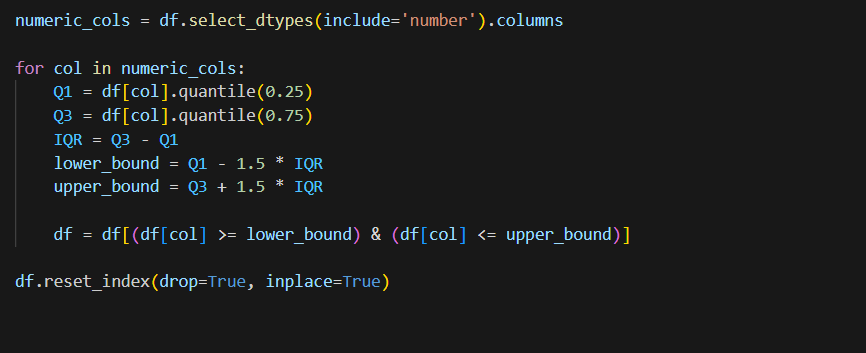 numeric_cols = df.select_dtypes(include='number').columns

for col in numeric_cols:
    Q1 = df[col].quantile(0.25)
    Q3 = df[col].quantile(0.75)
    IQR = Q3 - Q1
    lower_bound = Q1 - 1.5 * IQR
    upper_bound = Q3 + 1.5 * IQR

    df = df[(df[col] >= lower_bound) & (df[col] <= upper_bound)]

df.reset_index(drop=True, inplace=True)